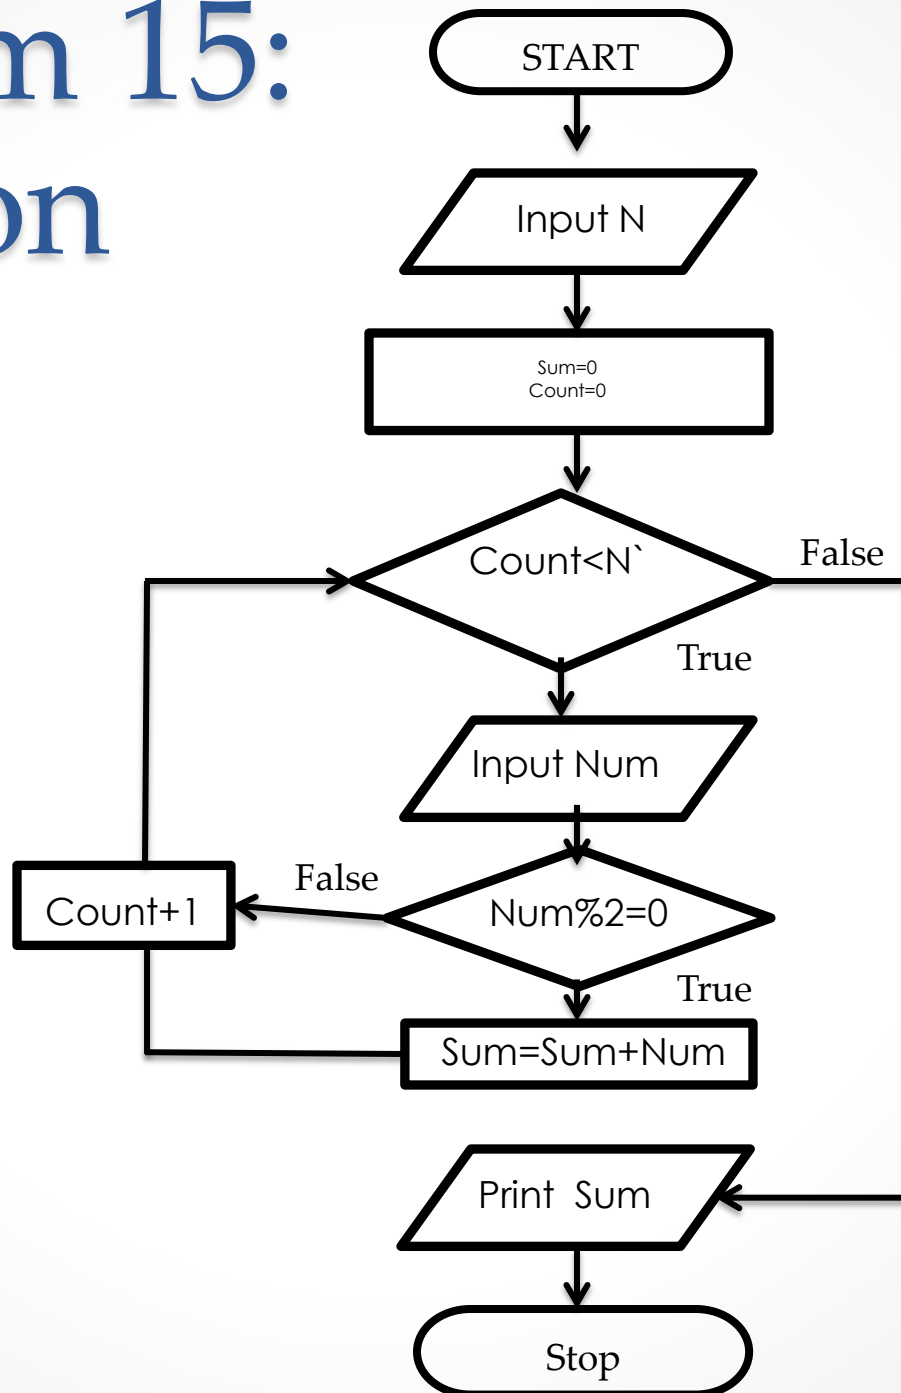 m 15:
on
START
Input N
Sum=0
Count=0
Count<N`
False
True
Input Num
False
Count+1
Num%2=0
True
Sum=Sum+Num
Print Sum
Stop